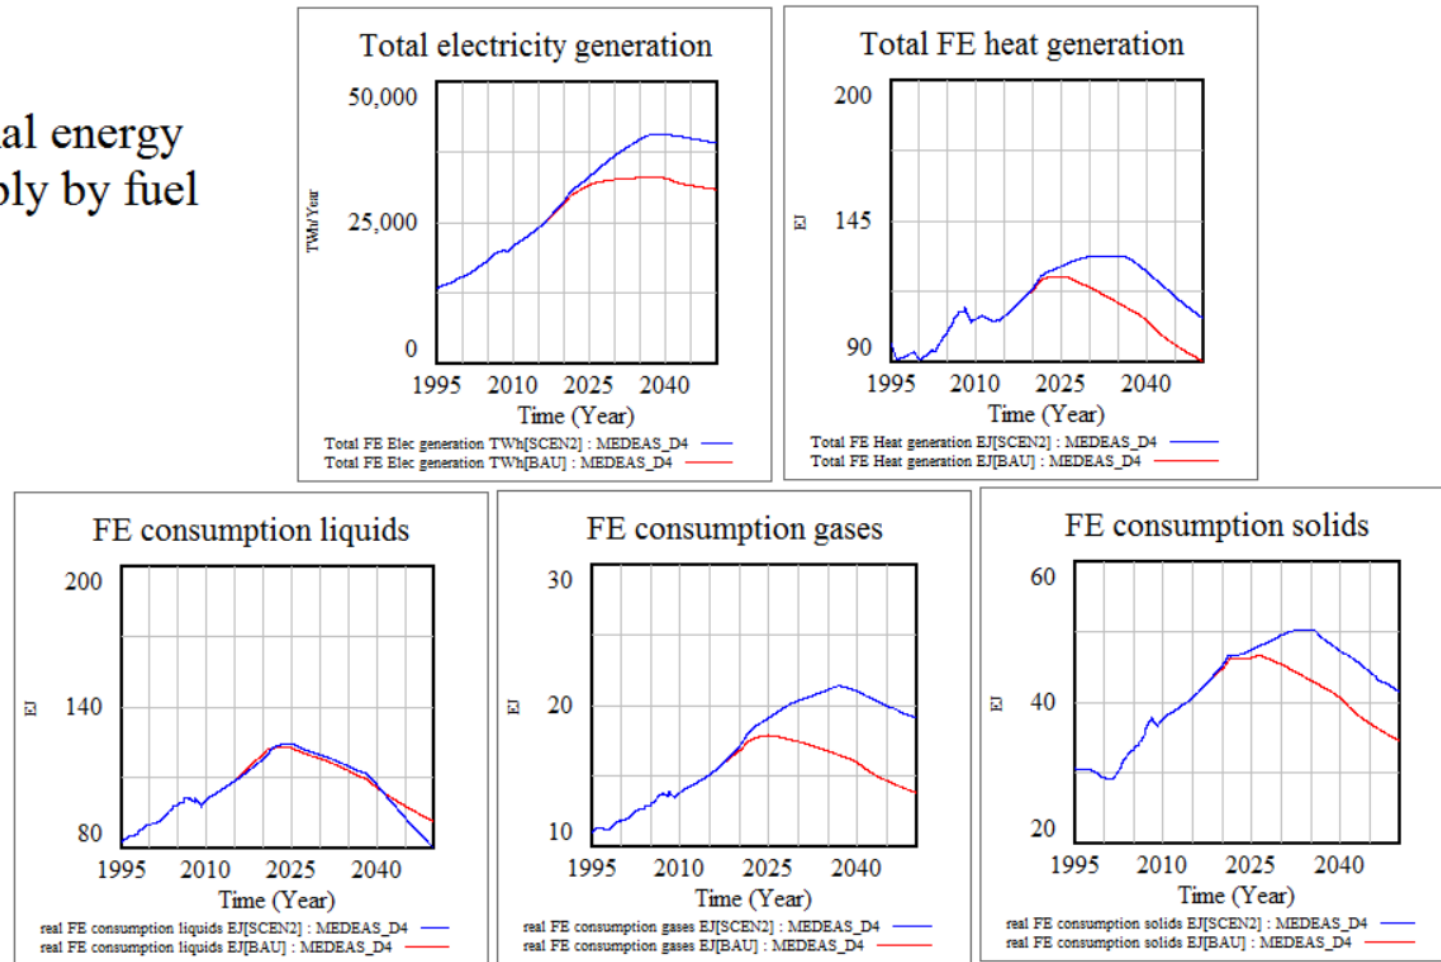 al energy
ly by fuel
Total electricity generation
50,000
25,000
0
TWh/Year
1995 2010 2025 2040
Time (Year)
Total FE Elec generation TWh[SCEN2] : MEDEAS_D4
Total FE Elec generation TWh[BAU] : MEDEAS_D4
Total FE heat generation
200
145
90
EJ
1995 2010 2025 2040
Time (Year)
Total FE Heat generation EJ[SCEN2] : MEDEAS_D4
Total FE Heat generation EJ[BAU] : MEDEAS_D4
FE consumption liquids
200
140
80
EJ
1995 2010 2025 2040
Time (Year)
real FE consumption liquids EJ[SCEN2] : MEDEAS_D4
real FE consumption liquids EJ[BAU] : MEDEAS_D4
FE consumption gases
30
20
10
EJ
1995 2010 2025 2040
Time (Year)
real FE consumption gases EJ[SCEN2] : MEDEAS_D4
real FE consumption gases EJ[BAU] : MEDEAS_D4
FE consumption solids
60
40
20
EJ
1995 2010 2025 2040
Time (Year)
real FE consumption solids EJ[SCEN2] : MEDEAS_D4
real FE consumption solids EJ[BAU] : MEDEAS_D4